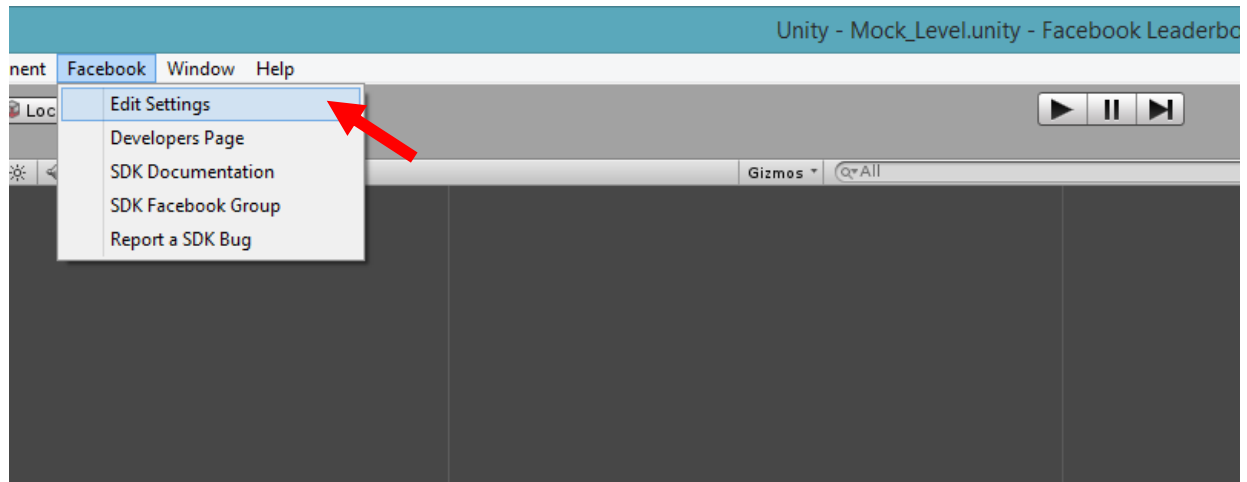 Unity - Mock_Level.unity - Facebook Leaderbo
nent Facebook Window Help
Loc
Edit Settings
Developers Page
SDK Documentation
SDK Facebook Group
Report a SDK Bug
Gizmos
All